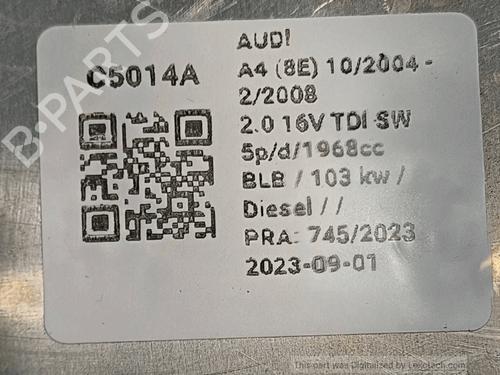 AUDI
C5014A
A4 (8E) 10/2004 -
2/2008
2.0 16V TDI SW
5p/d/1968cc
BLB / 103 kw /
Diesel / /
PRA: 745/2023
2023-09-01
B-PARTS
This part was Digitalized by Leirotech.com